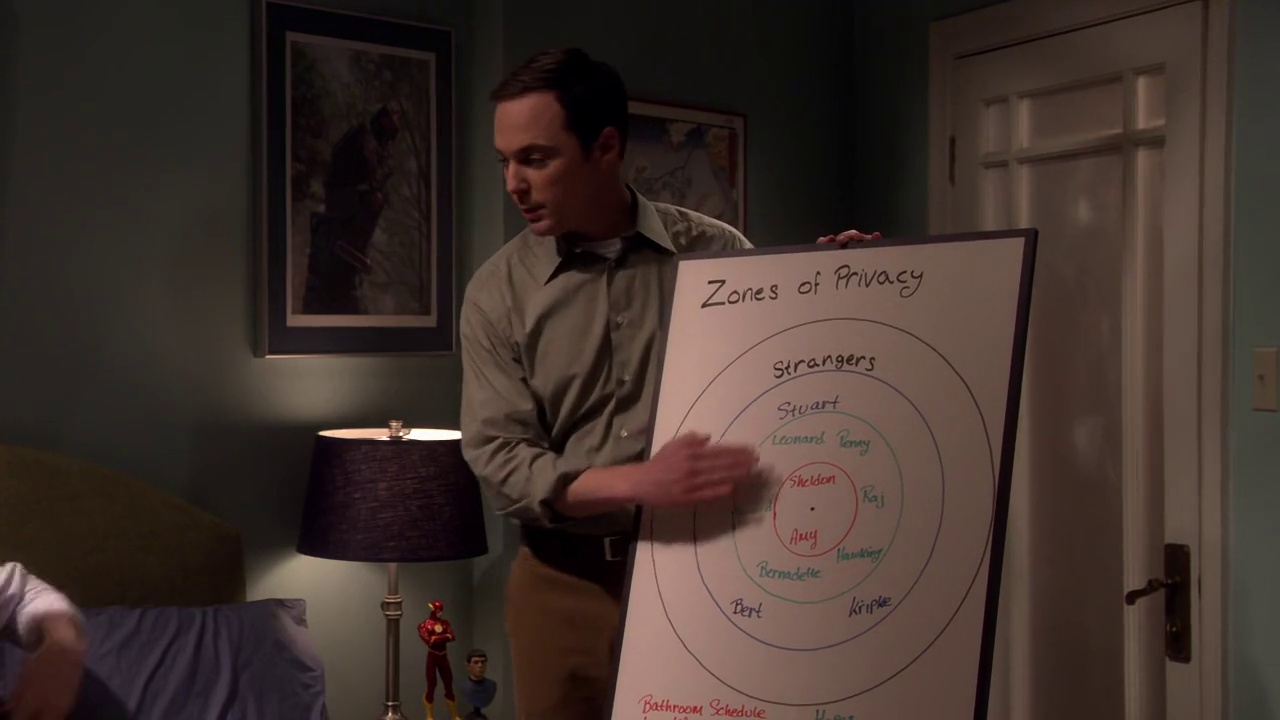 Zones of Privacy
Strangers
Stuart
Leonard Penny
Sheldon
Raj
Amy
Hawking
Bernadette
Bert Kripke
Bathroom Schedule